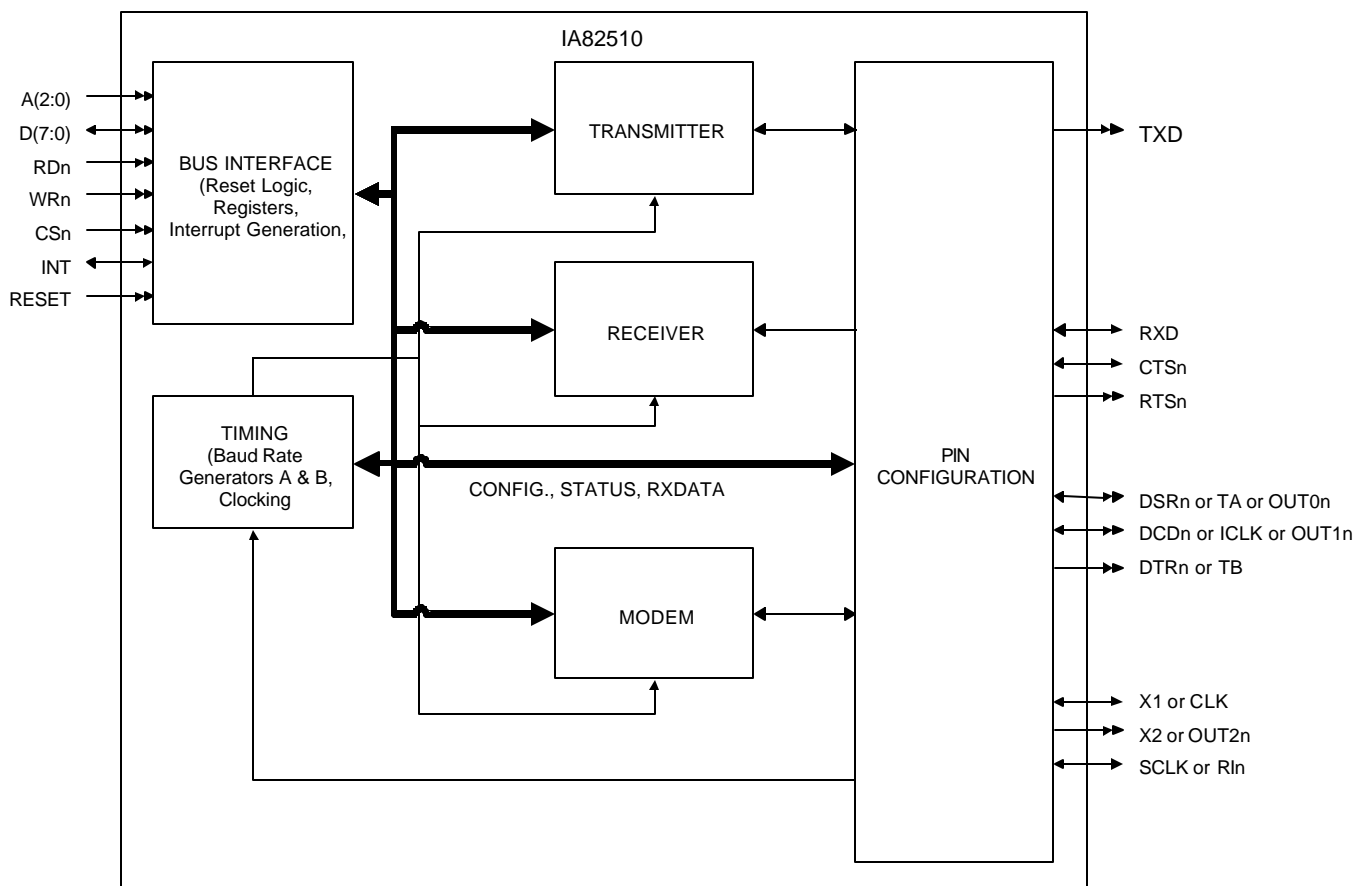 IA82510
A(2:0)
D(7:0)
RDn
WRn
CSn
INT
RESET
BUS INTERFACE
(Reset Logic,
Registers,
Interrupt Generation,
TRANSMITTER
RECEIVER
TIMING
(Baud Rate
Generators A & B,
Clocking
CONFIG., STATUS, RXDATA
MODEM
PIN
CONFIGURATION
TXD
RXD
CTSn
RTSn
DSRn or TA or OUT0n
DCDn or ICLK or OUT1n
DTRn or TB
X1 or CLK
X2 or OUT2n
SCLK or RIn